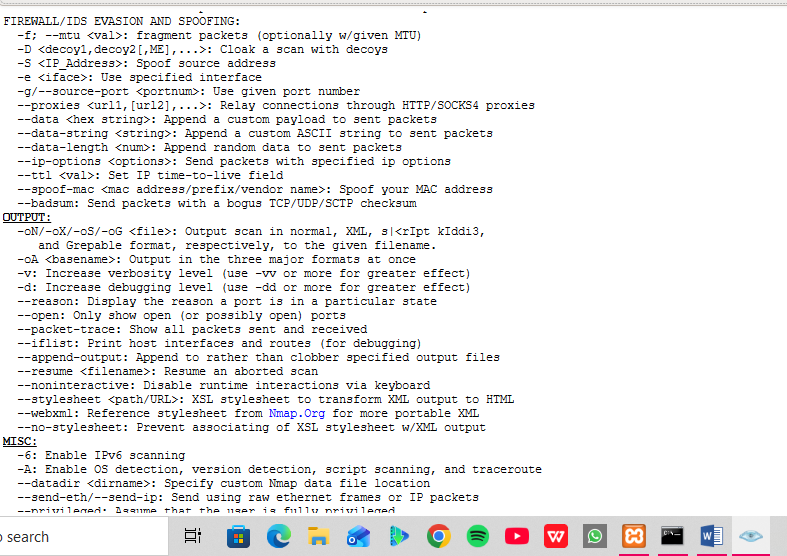 FIREWALL/IDS EVASION AND SPOOFING:
-f; --mtu <val>: fragment packets (optionally w/given MTU)
-D <decoy1,decoy2[,ME],...>: Cloak a scan with decoys
-S <IP_Address>: Spoof source address
-e <iface>: Use specified interface
-g/--source-port <portnum>: Use given port number
--proxies <url1,[url2],...>: Relay connections through HTTP/SOCKS4 proxies
--data <hex string>: Append a custom payload to sent packets
--data-string <string>: Append a custom ASCII string to sent packets
--data-length <num>: Append random data to sent packets
--ip-options <options>: Send packets with specified ip options
--ttl <val>: Set IP time-to-live field
--spoof-mac <mac address/prefix/vendor name>: Spoof your MAC address
--badsum: Send packets with a bogus TCP/UDP/SCTP checksum
OUTPUT:
-oN/-oX/-oS/-oG <file>: Output scan in normal, XML, s|<rIpt kIddi3,
and Grepable format, respectively, to the given filename.
-oA <basename>: Output in the three major formats at once
-v: Increase verbosity level (use -vv or more for greater effect)
-d: Increase debugging level (use -dd or more for greater effect)
--reason: Display the reason a port is in a particular state
--open: Only show open (or possibly open) ports
--packet-trace: Show all packets sent and received
--iflist: Print host interfaces and routes (for debugging)
--append-output: Append to rather than clobber specified output files
--resume <filename>: Resume an aborted scan
--noninteractive: Disable runtime interactions via keyboard
--stylesheet <path/URL>: XSL stylesheet to transform XML output to HTML
--webxml: Reference stylesheet from Nmap.Org for more portable XML
--no-stylesheet: Prevent associating of XSL stylesheet w/XML output
MISC:
-6: Enable IPv6 scanning
-A: Enable OS detection, version detection, script scanning, and traceroute
--datadir <dirname>: Specify custom Nmap data file location
--send-eth/--send-ip: Send using raw ethernet frames or IP packets
--privileged: Assume that the user is fully privileged
search